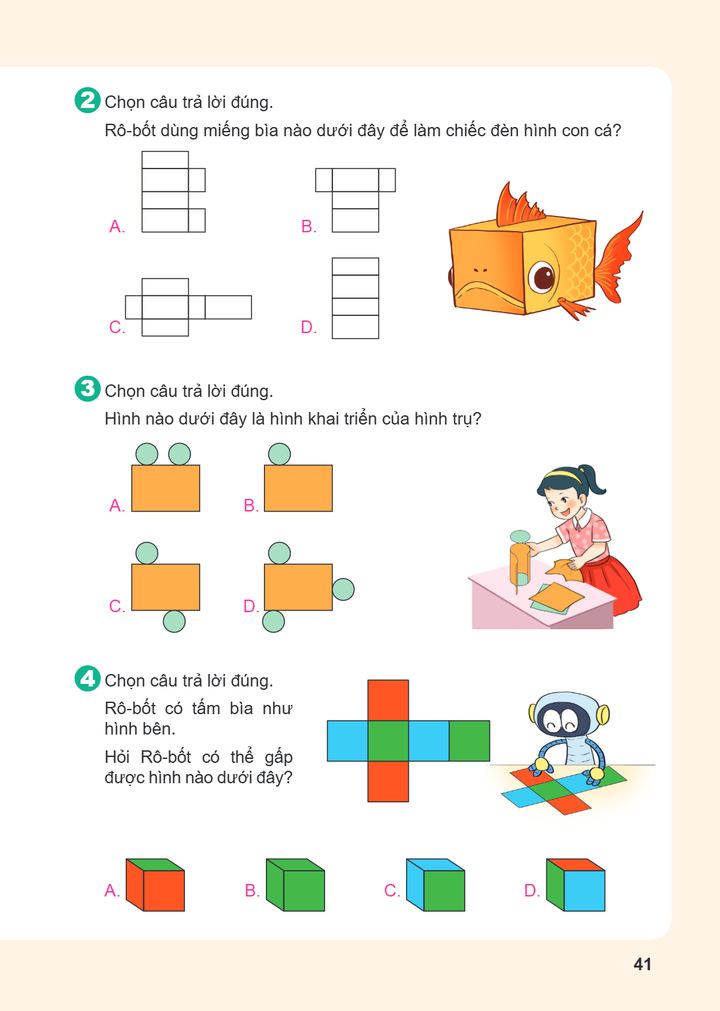 2 Chọn câu trả lời đúng.
Rô-bốt dùng miếng bìa nào dưới đây để làm chiếc đèn hình con cá?
A.
B.
C.
D.
3 Chọn câu trả lời đúng.
Hình nào dưới đây là hình khai triển của hình trụ?
A.
B.
C.
D.
4 Chọn câu trả lời đúng.
Rô-bốt có tấm bìa như
hình bên.
Hỏi Rô-bốt có thể gấp
được hình nào dưới đây?
A.
B.
C.
D.
41